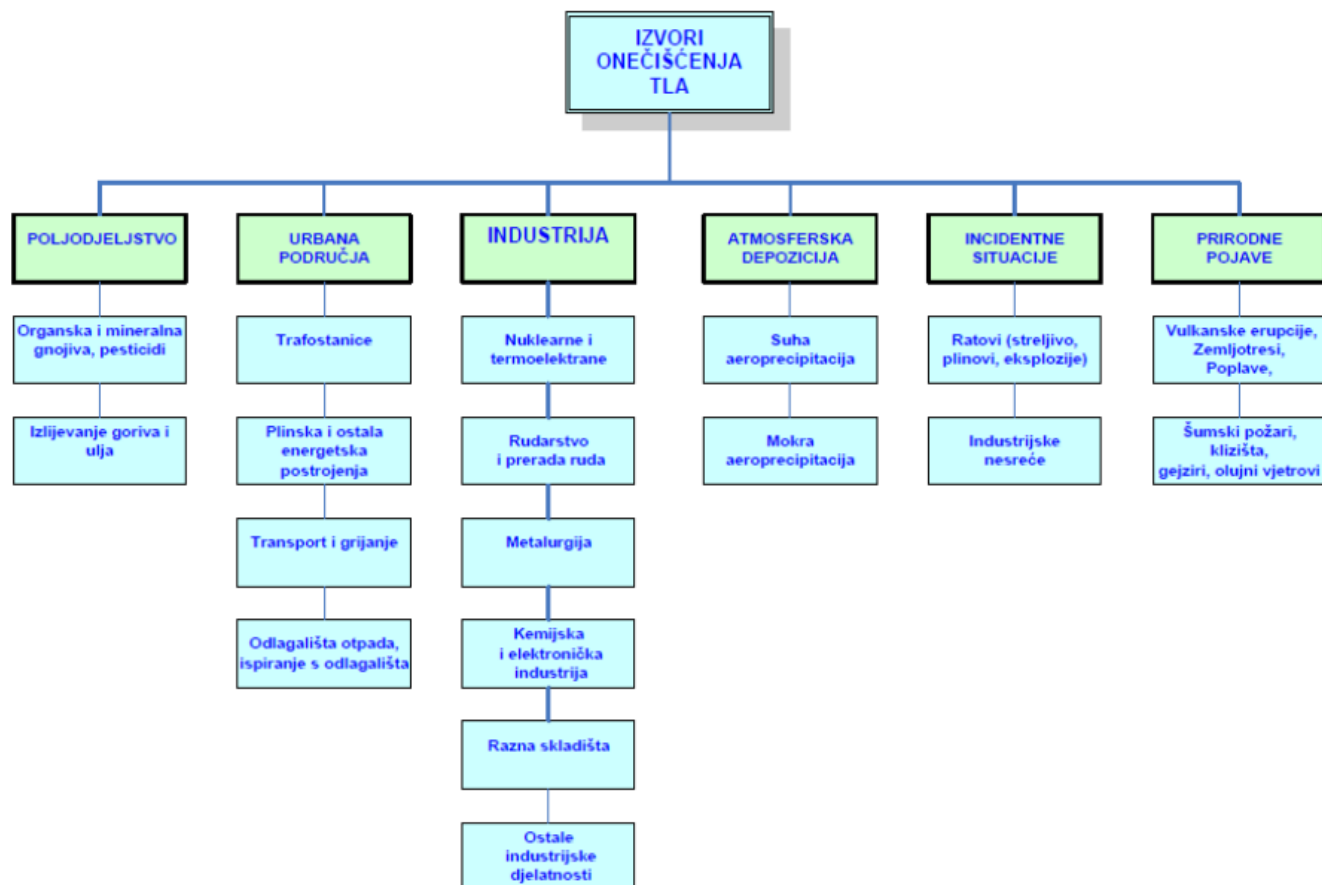 IZVORI
ONEČIŠĆENJA
TLA
POLJODJELJSTVO
URBANA
PODRUČJA
INDUSTRIJA
ATMOSFERSKA
DEPOZICIJA
INCIDENTNE
SITUACIJE
PRIRODNE
POJAVE
Organska i mineralna
gnojiva, pesticidi
Izlijevanje goriva i
ulja
Trafostanice
Plinska i ostala
energetska
postrojenja
Transport i grijanje
Odlagališta otpada,
ispiranje s odlagališta
Nuklearne i
termoelektrane
Rudarstvo
i prerada ruda
Metalurgija
Kemijska
i elektronička
industrija
Razna skladišta
Ostale
industrijske
djelatnosti
Suha
aeroprecipitacija
Mokra
aeroprecipitacija
Ratovi (streljivo,
plinovi, eksplozije)
Industrijske
nesreće
Vulkanske erupcije,
Zemljotresi,
Poplave,
Šumski požari,
klizišta,
gejziri, olujni vjetrovi